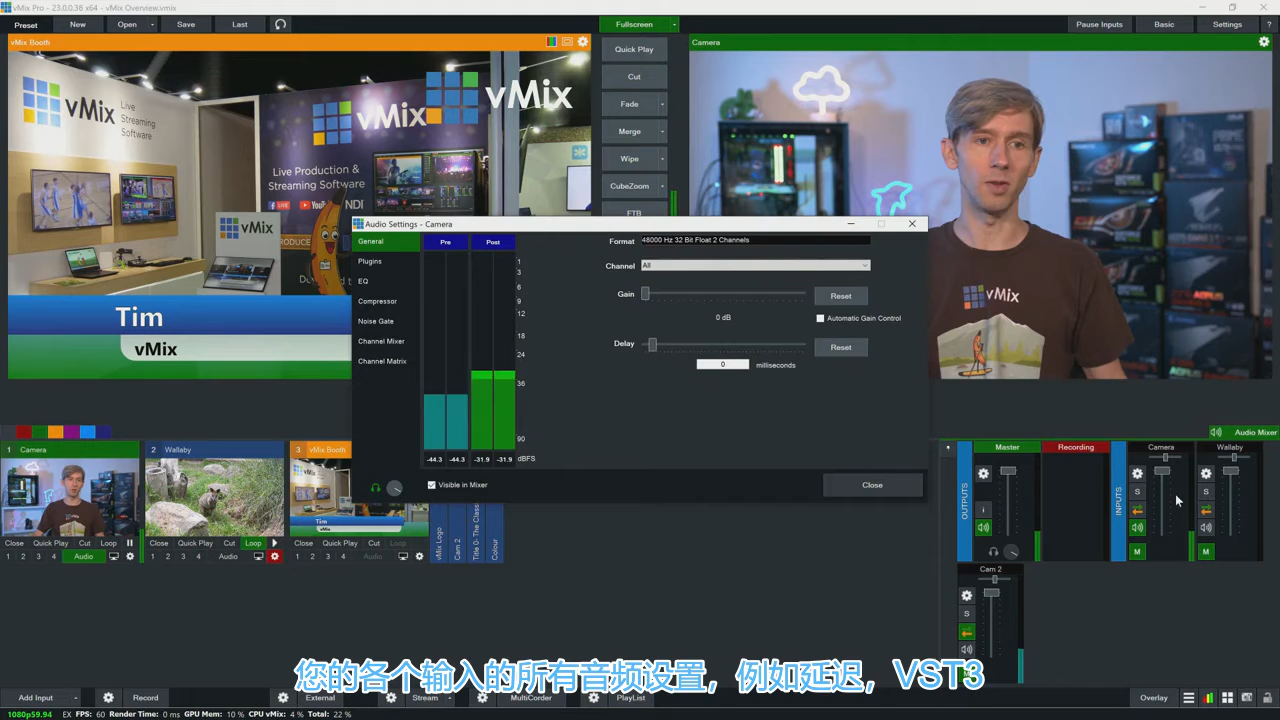 vMix Pro - 23.0.0.38 x64 - vMix Overview.vmix
Preset New Open Save Last Fullscreen Pause Inputs Basic Settings ?
vMix Booth
Camera
Quick Play
Cut
Fade
Merge
Wipe
CubeZoom
FTB
vMix
Live Streaming Software
vMix
vMix
Live Production & Streaming Software
LIVE YouTube
NDI
vMix
Tim
vMix
vMix
Audio Settings - Camera
General
Plugins
EQ
Compressor
Noise Gate
Channel Mixer
Channel Matrix
Pre Post
1
3
6
9
12
18
24
36
90
-44.3 -44.3 -31.9 -31.9 dBFS
Visible in Mixer
Format 48000 Hz 32 Bit Float 2 Channels
Channel All
Gain Reset
0 dB Automatic Gain Control
Delay Reset
0 milliseconds
Close
1 Camera
Close Quick Play Cut Loop
1 2 3 4 Audio
2 Wallaby
Close Quick Play Cut Loop
1 2 3 4 Audio
3 vMix Booth
Tim
vMix
Close Quick Play Cut Loop
1 2 3 4 Audio
vMix Logo
Cam 2
Title 0- The Class
Colour
Audio Mixer
OUTPUTS
Master
Recording
INPUTS
Camera
S
M
Wallaby
S
M
Cam 2
S
您的各个输入的所有音频设置，例如延迟，VST3
Add Input Record External Stream MultiCorder PlayList Overlay
1080p59.94 EX FPS: 60 Render Time: 0 ms GPU Mem: 10 % CPU vMix: 4 % Total: 22 %